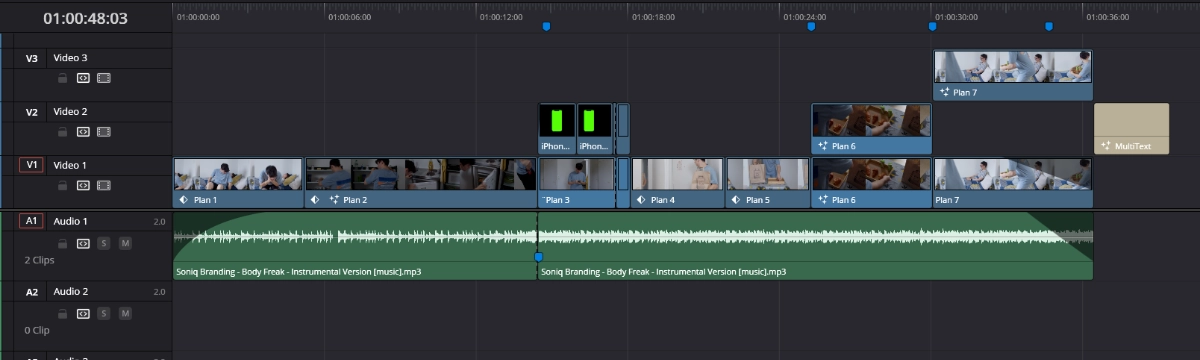 01:00:48:03
01:00:00:00
01:00:06:00
01:00:12:00
01:00:18:00
01:00:24:00
01:00:30:00
01:00:36:00
V3 Video 3
Plan 7
V2 Video 2
iPhon...
iPhon...
Plan 6
MultiText
V1 Video 1
Plan 1
Plan 2
Plan 3
Plan 4
Plan 5
Plan 6
Plan 7
A1 Audio 1 2.0
S M
2 Clips
Soniq Branding - Body Freak - Instrumental Version [music].mp3
Soniq Branding - Body Freak - Instrumental Version [music].mp3
A2 Audio 2 2.0
S M
0 Clip